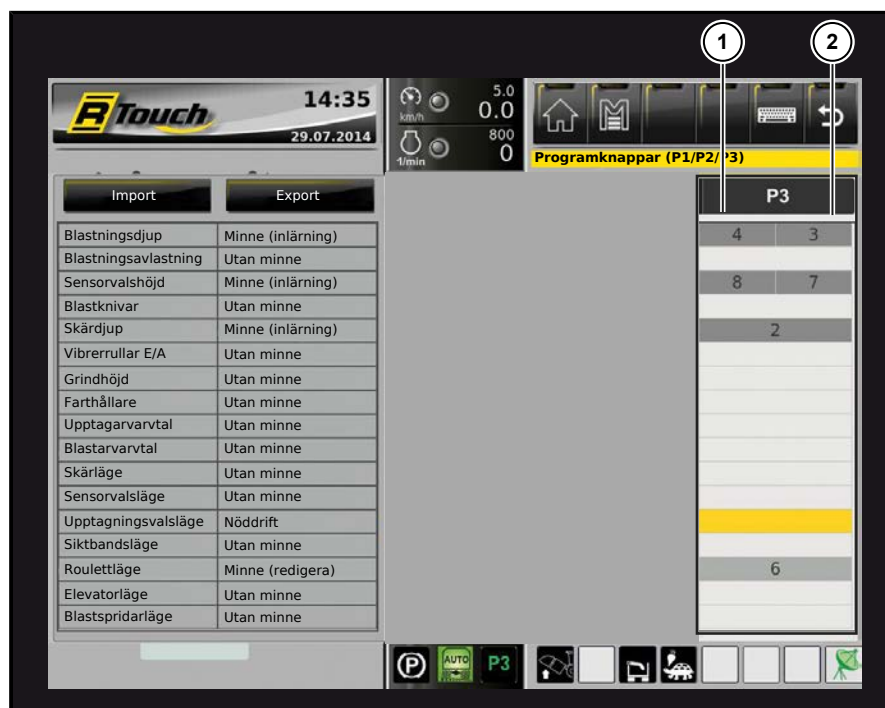 1 2
R Touch
14:35
29.07.2014
km/h
5.0
0.0
1/min
800
0
Programknappar (P1/P2/P3)
Import Export
P3
Blastningsdjup Minne (inlärning) 4 3
Blastningsavlastning Utan minne
Sensorvalshöjd Minne (inlärning) 8 7
Blastknivar Utan minne
Skärdjup Minne (inlärning) 2
Vibrerrullar E/A Utan minne
Grindhöjd Utan minne
Farthållare Utan minne
Upptagarvarvtal Utan minne
Blastarvarvtal Utan minne
Skärläge Utan minne
Sensorvalsläge Utan minne
Upptagningsvalsläge Nöddrift
Siktbandsläge Utan minne
Roulettläge Minne (redigera) 6
Elevatorläge Utan minne
Blastspridarläge Utan minne
P AUTO P3